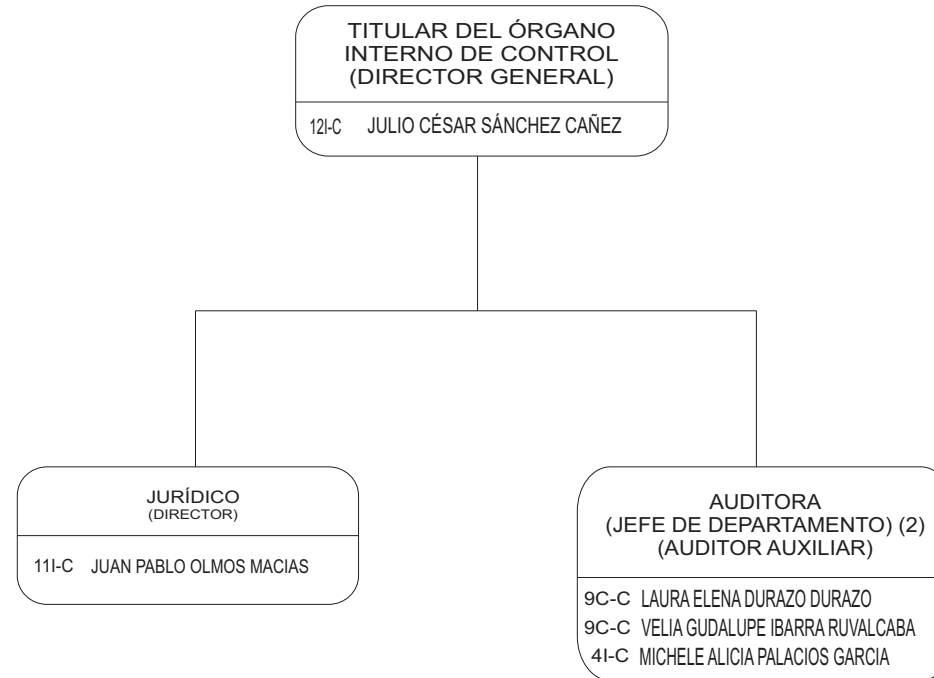 TITULAR DEL ÓRGANO
INTERNO DE CONTROL
(DIRECTOR GENERAL)
12I-C JULIO CÉSAR SÁNCHEZ CAÑEZ
JURÍDICO
(DIRECTOR)
11I-C JUAN PABLO OLMOS MACIAS
AUDITORA
(JEFE DE DEPARTAMENTO) (2)
(AUDITOR AUXILIAR)
9C-C LAURA ELENA DURAZO DURAZO
9C-C VELIA GUDALUPE IBARRA RUVALCABA
4I-C MICHELE ALICIA PALACIOS GARCIA